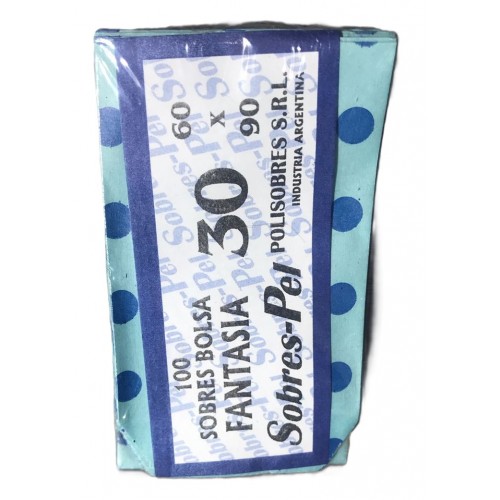 100
SOBRES BOLSA
FANTASIA
30
60 x 90
Sobres-Pel
POLISOBRES S.R.L.
INDUSTRIA ARGENTINA